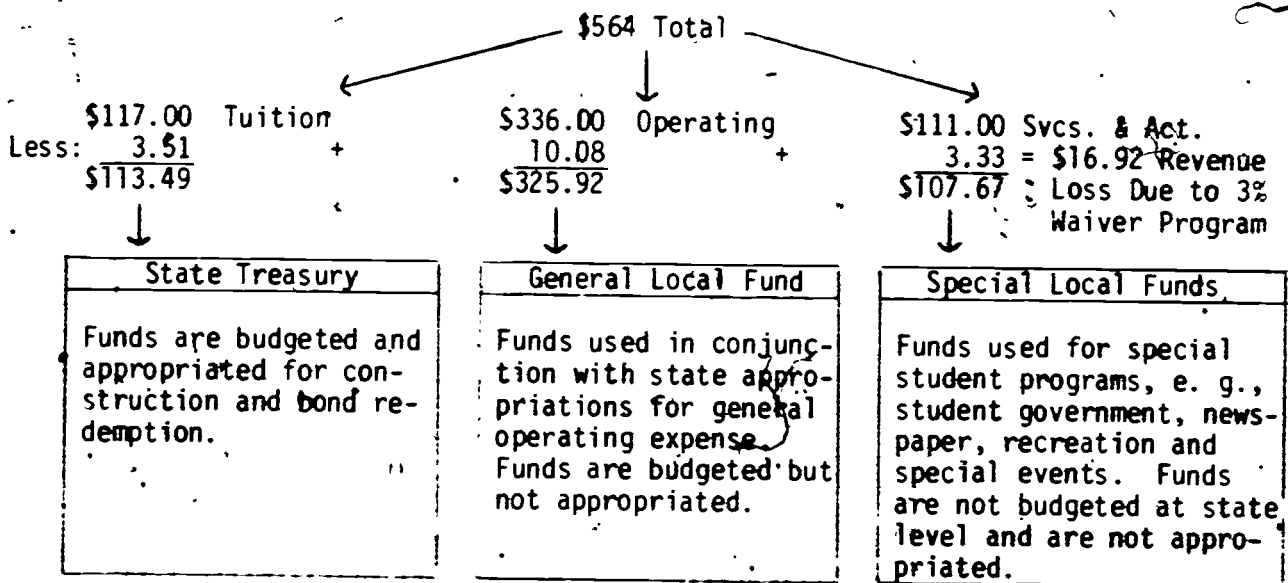 $564 Total
$117.00 Tuition
Less: 3.51 +
$113.49
$336.00 Operating
10.08 +
$325.92
$111.00 Svcs. & Act.
3.33 = $16.92 Revenue
$107.67 Loss Due to 3%
Waiver Program
State Treasury
Funds are budgeted and
appropriated for con-
struction and bond re-
demption.
General Local Fund
Funds used in conjunc-
tion with state appro-
priations for general
operating expense.
Funds are budgeted but
not appropriated.
Special Local Funds
Funds used for special
student programs, e. g.,
student government, news-
paper, recreation and
special events. Funds
are not budgeted at state
level and are not appro-
priated.